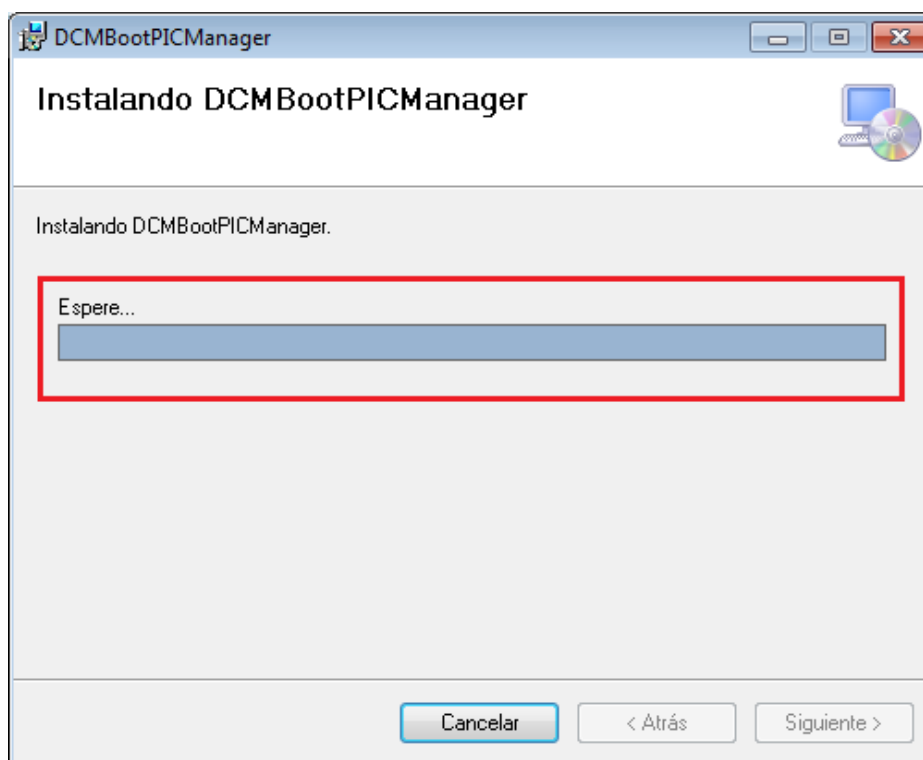 DCMBootPICManager
Instalando DCMBootPICManager
Instalando DCMBootPICManager.
Espere...
Cancelar
< Atrás
Siguiente >